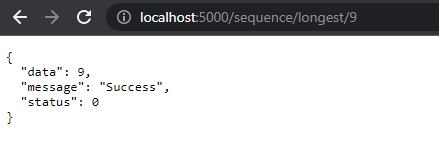 localhost:5000/sequence/longest/9
{
"data": 9,
"message": "Success",
"status": 0
}